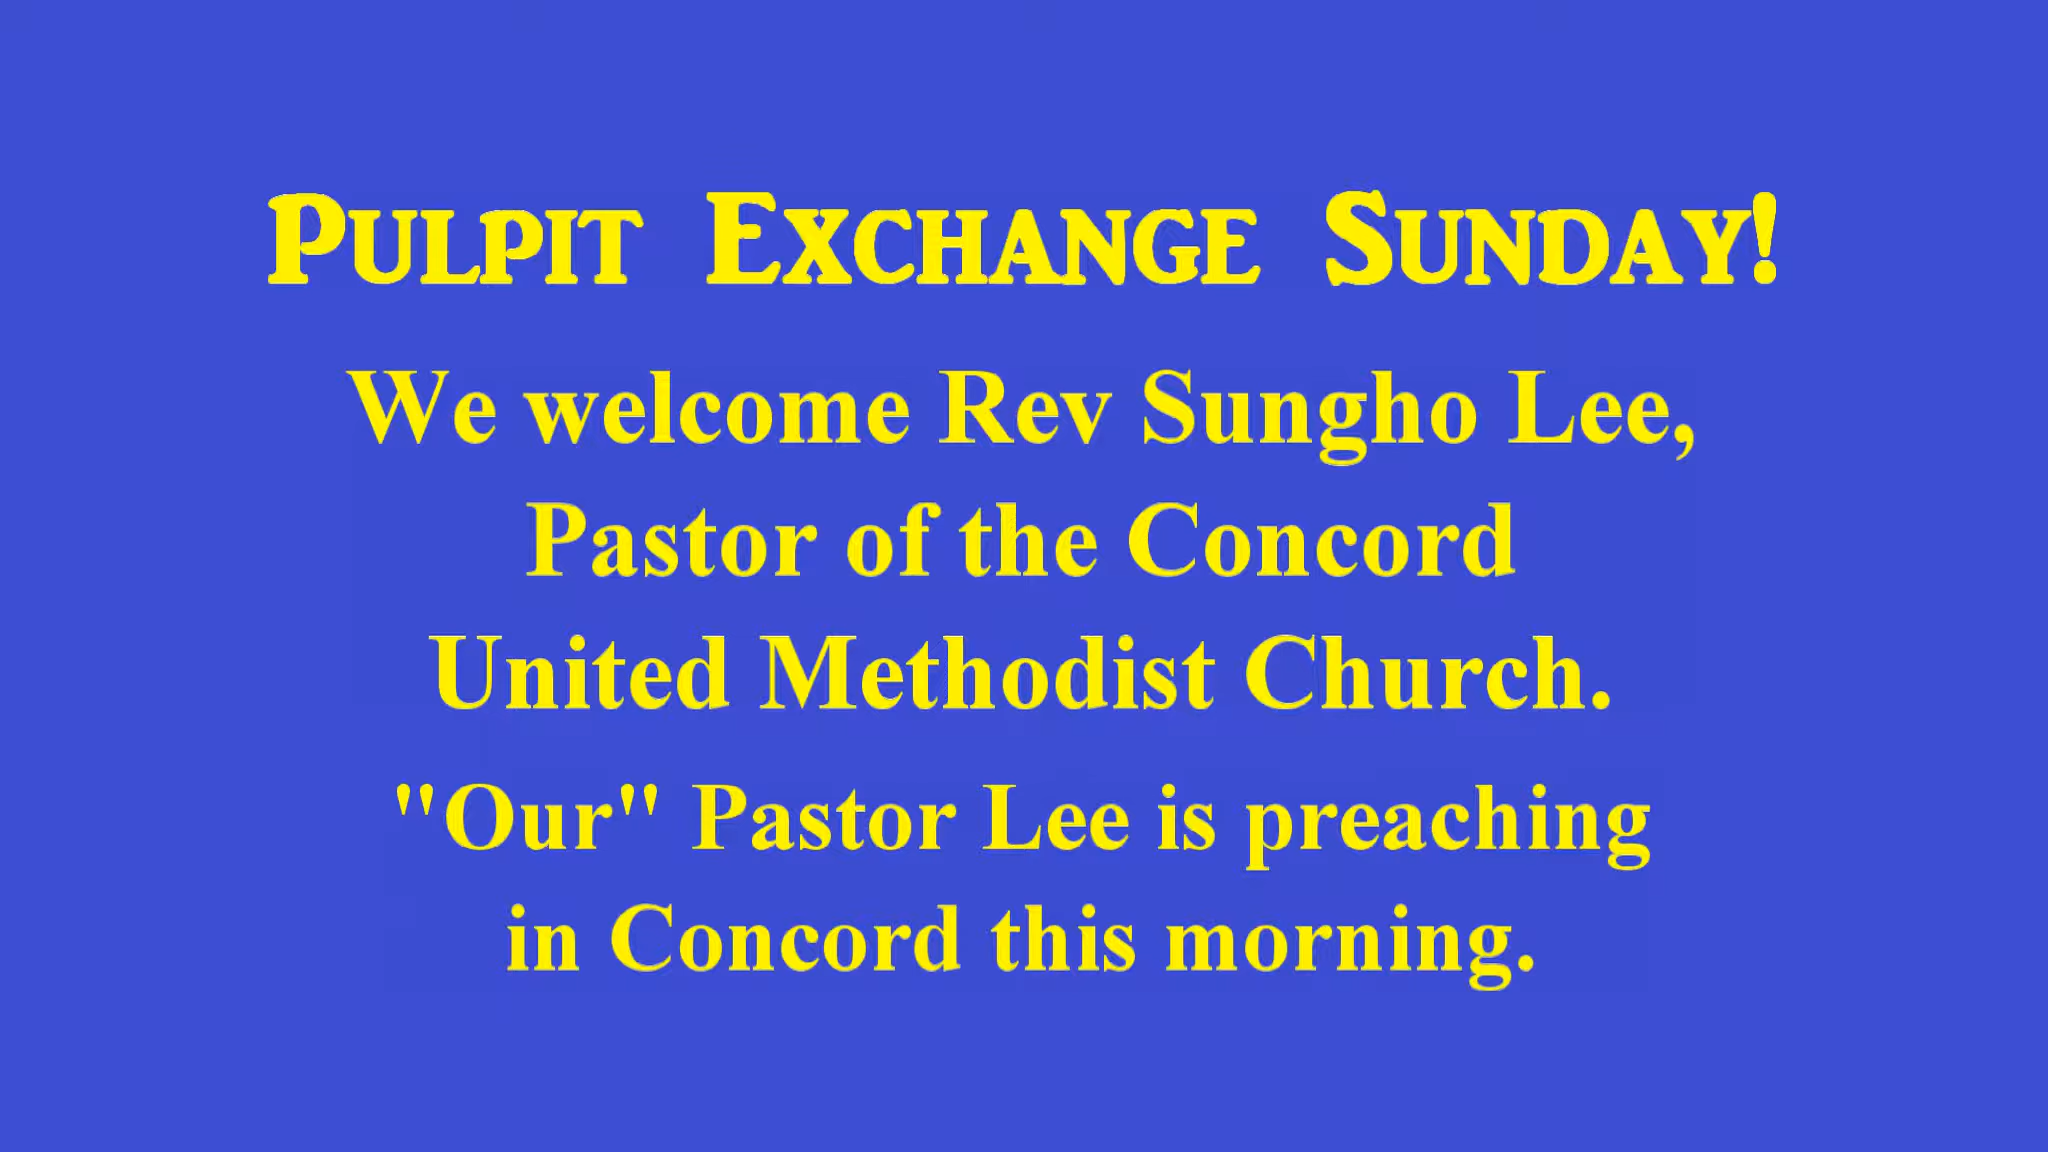 Pulpit Exchange Sunday!
We welcome Rev Sungho Lee,
Pastor of the Concord
United Methodist Church.
"Our" Pastor Lee is preaching
in Concord this morning.